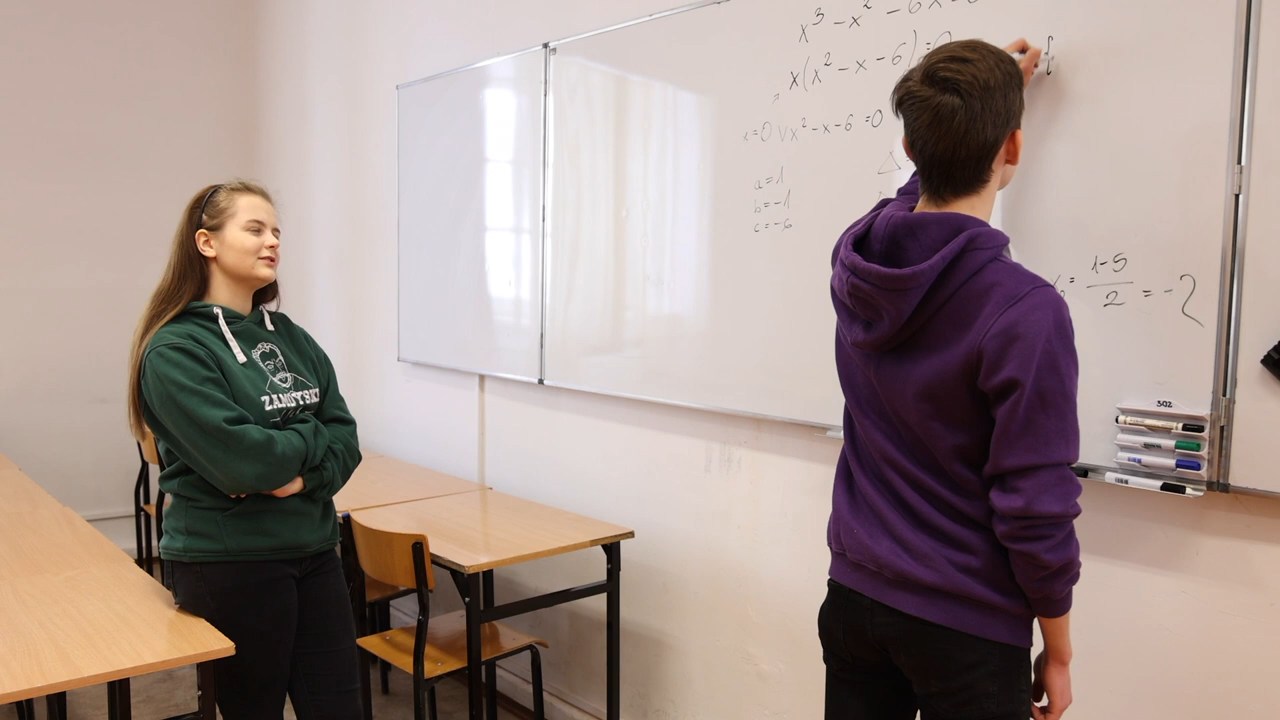 x³ - x² - 6x = 0
x(x² - x - 6) = 0
x=0 ∨ x² - x - 6 = 0
a = 1
b = -1
c = -6
△
= 1-5 / 2 = -2
ZAMOYSKI
302